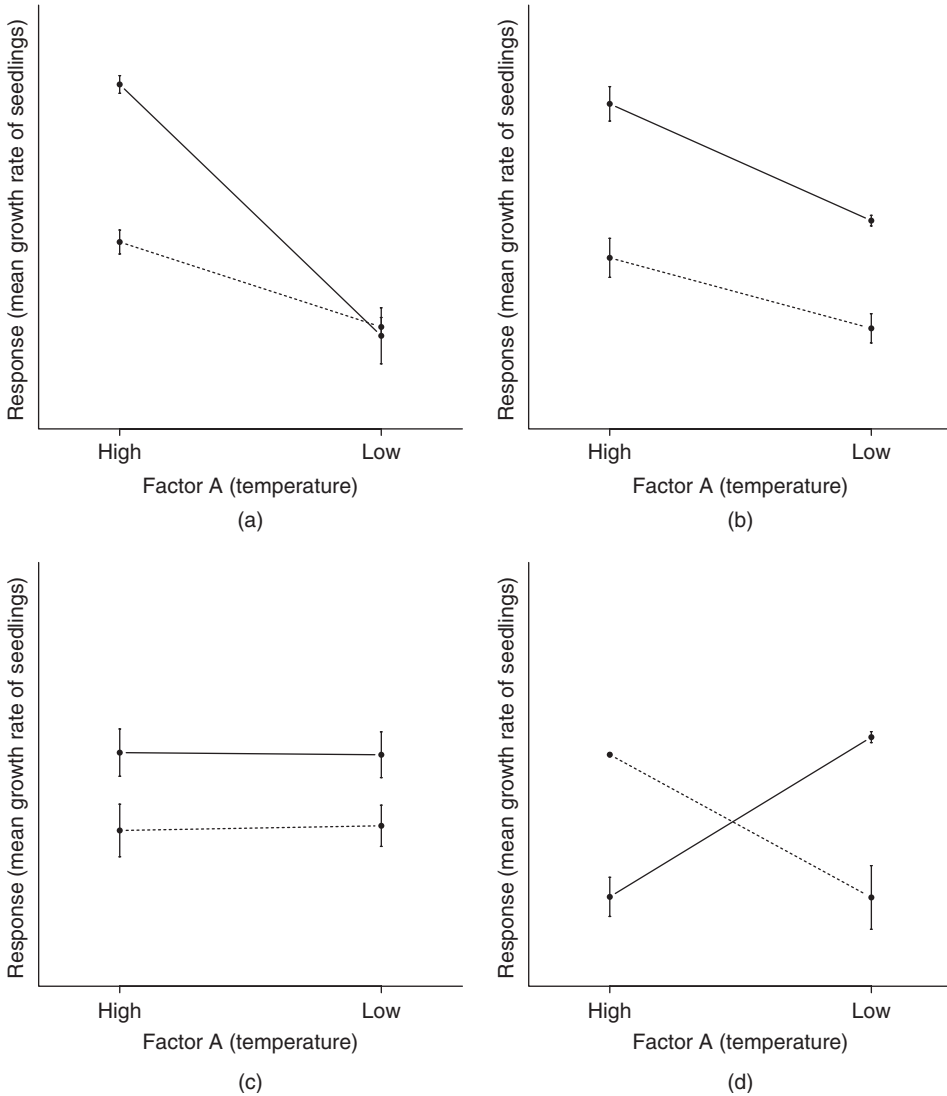 Response (mean growth rate of seedlings)
High Low
Factor A (temperature)
(a)
Response (mean growth rate of seedlings)
High Low
Factor A (temperature)
(b)
Response (mean growth rate of seedlings)
High Low
Factor A (temperature)
(c)
Response (mean growth rate of seedlings)
High Low
Factor A (temperature)
(d)